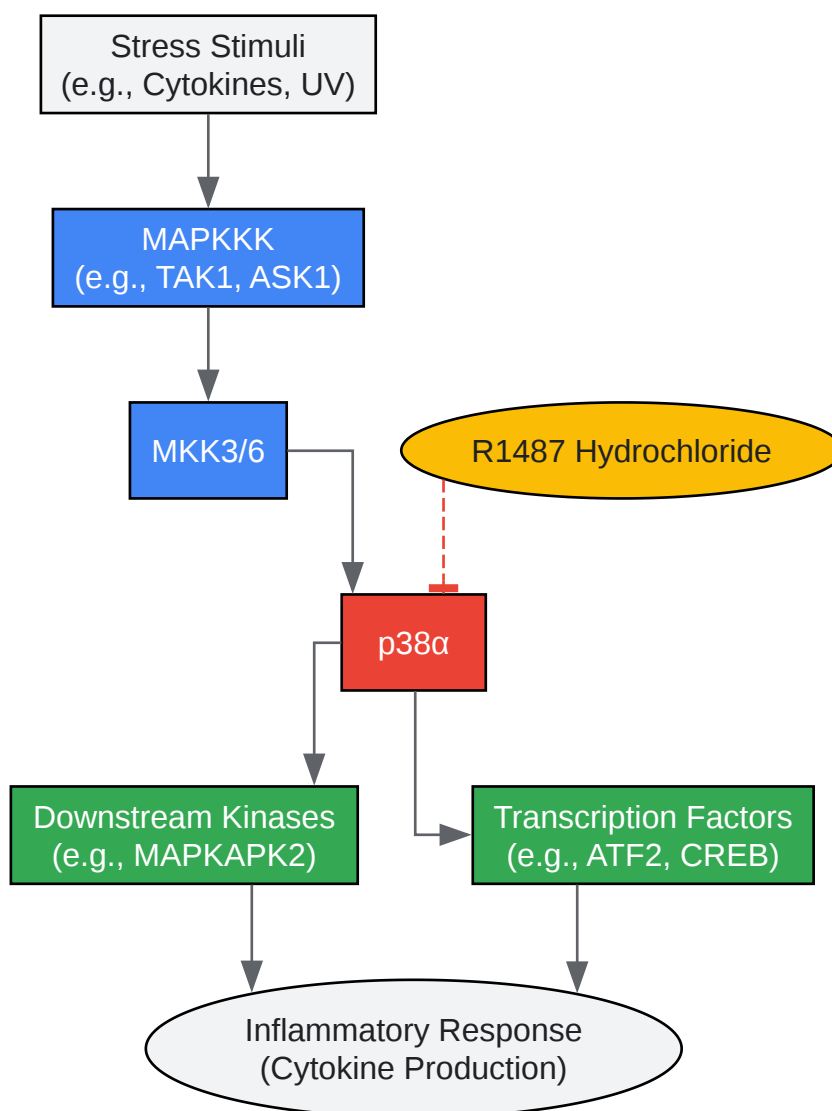 Stress Stimuli
(e.g., Cytokines, UV)
MAPKKK
(e.g., TAK1, ASK1)
MKK3/6
R1487 Hydrochloride
p38α
Downstream Kinases
(e.g., MAPKAPK2)
Transcription Factors
(e.g., ATF2, CREB)
Inflammatory Response
(Cytokine Production)